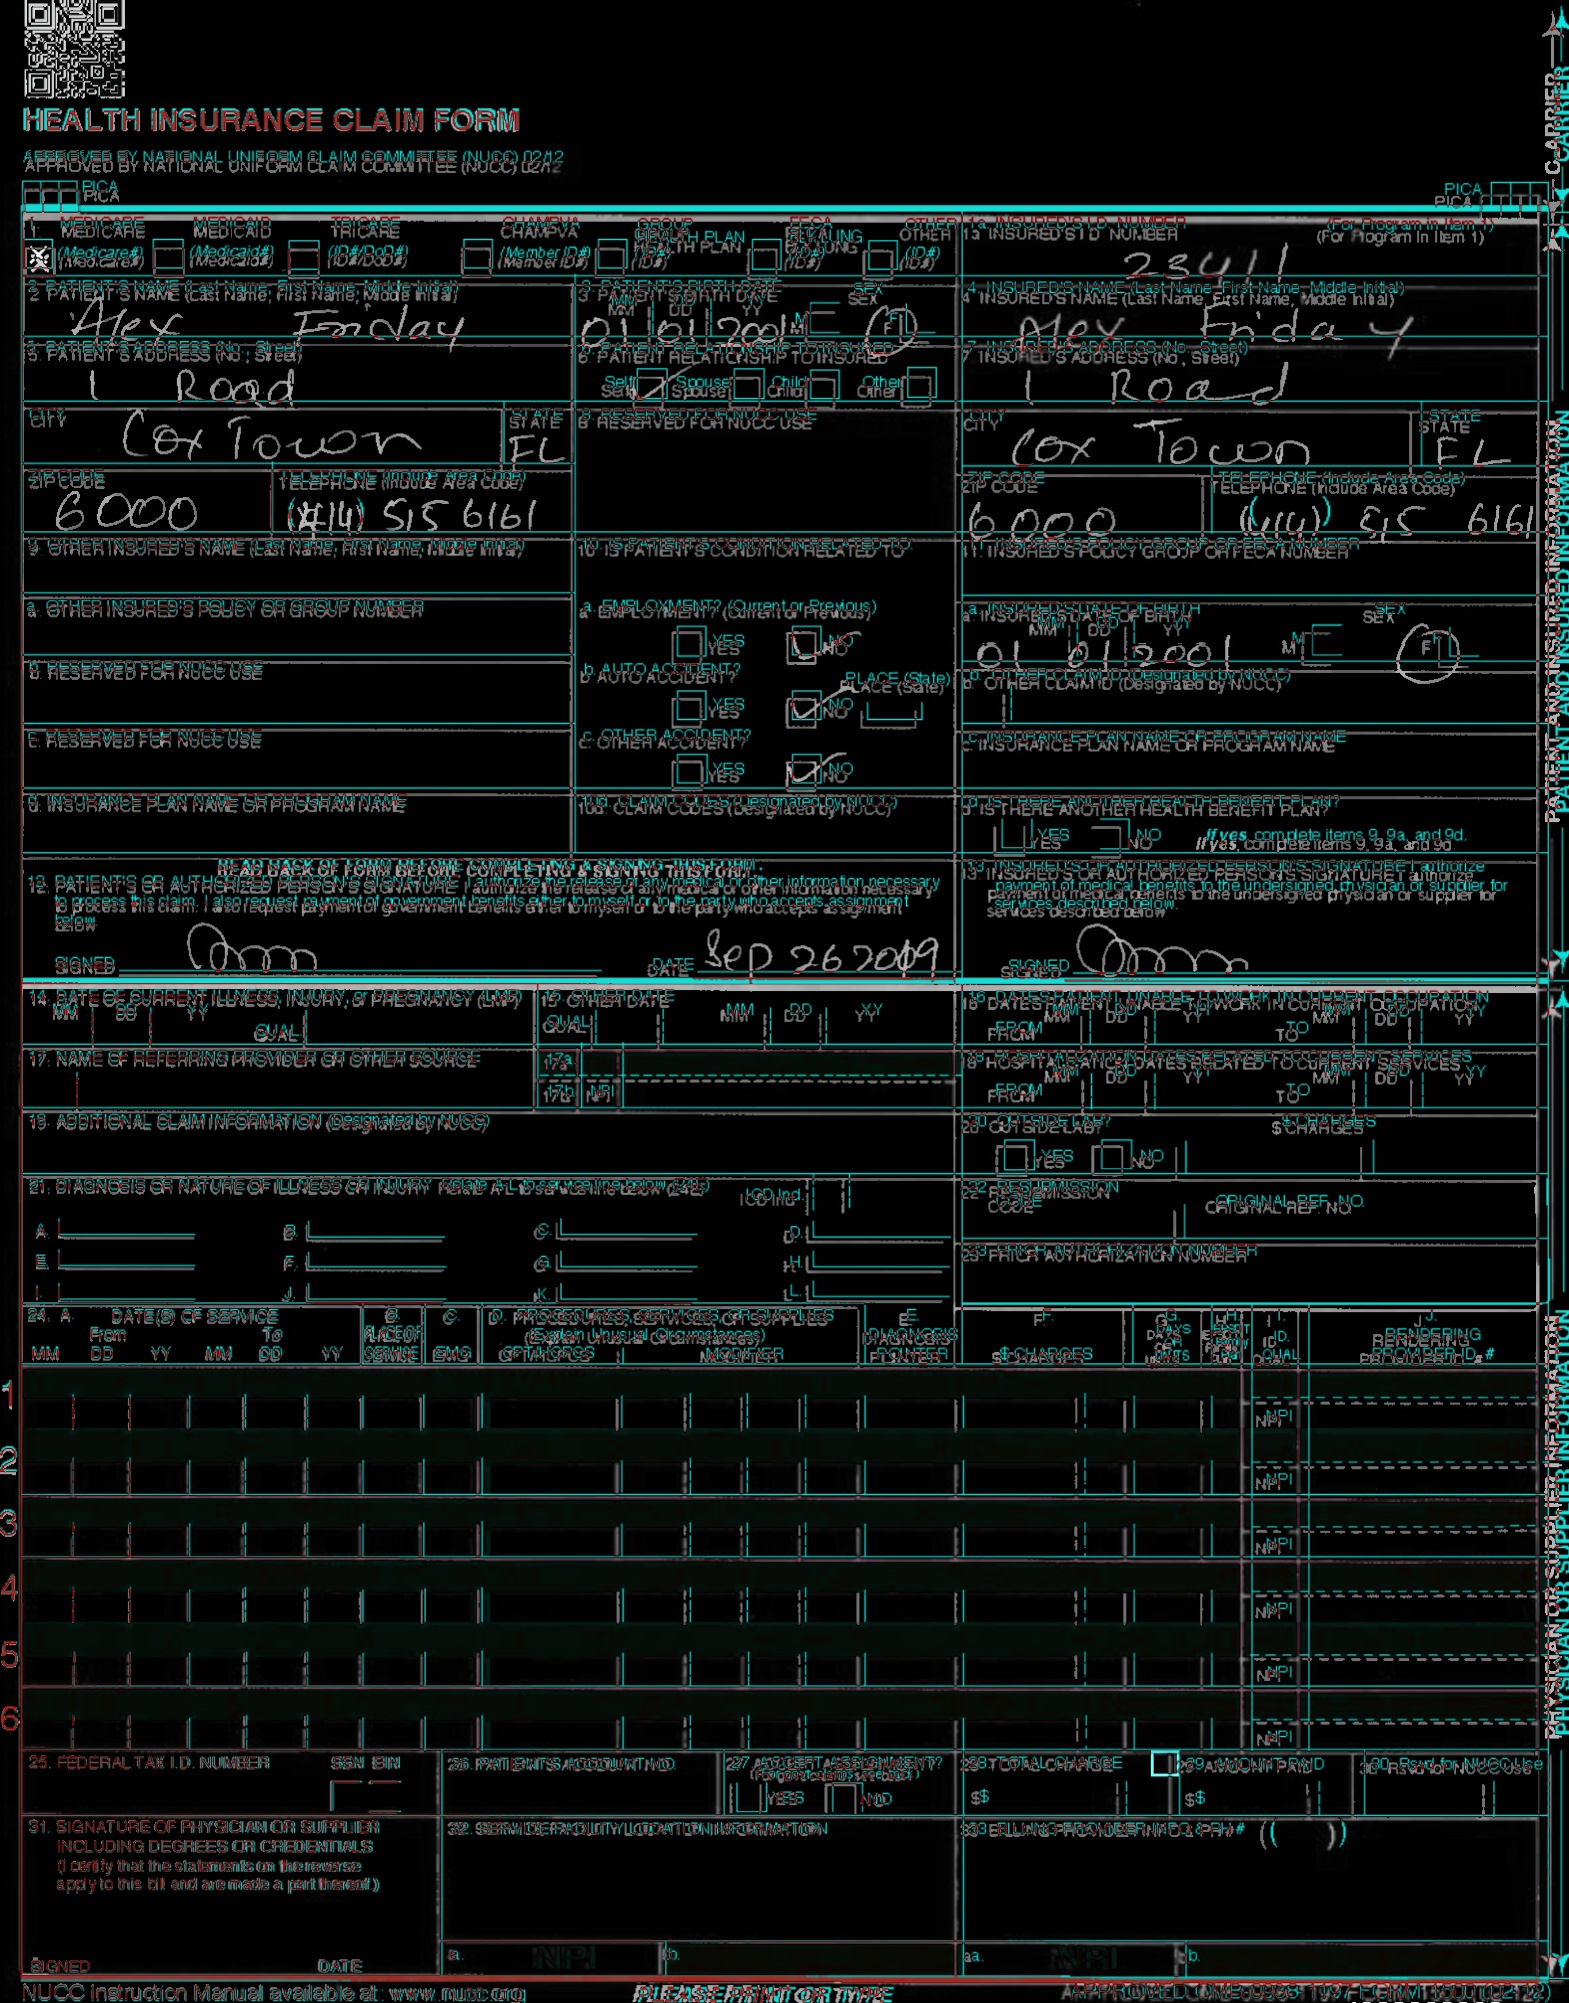 HEALTH INSURANCE CLAIM FORM
APPROVED BY NATIONAL UNIFORM CLAIM COMMITTEE (NUCC) 02/12
PICA PICA
1. MEDICARE MEDICAID TRICARE CHAMPVA GROUP HEALTH PLAN FECA BLK LUNG OTHER
(Medicare#) (Medicaid#) (ID#/DoD#) (Member ID#) (ID#) (ID#) (ID#)
1a. INSURED'S I.D. NUMBER (For Program in Item 1)
23411
2. PATIENT'S NAME (Last Name, First Name, Middle Initial)
Alex Friday
3. PATIENT'S BIRTH DATE SEX
MM DD YY
01 01 2001 M F
4. INSURED'S NAME (Last Name, First Name, Middle Initial)
Alex Friday
5. PATIENT'S ADDRESS (No., Street)
1 Road
6. PATIENT RELATIONSHIP TO INSURED
Self Spouse Child Other
7. INSURED'S ADDRESS (No., Street)
1 Road
CITY STATE
Cox Town FL
8. RESERVED FOR NUCC USE
CITY STATE
Cox Town FL
ZIP CODE TELEPHONE (Include Area Code)
6000 (414) 515 6161
ZIP CODE TELEPHONE (Include Area Code)
6000 (414) 515 6161
9. OTHER INSURED'S NAME (Last Name, First Name, Middle Initial)
10. IS PATIENT'S CONDITION RELATED TO:
11. INSURED'S POLICY GROUP OR FECA NUMBER
a. OTHER INSURED'S POLICY OR GROUP NUMBER
a. EMPLOYMENT? (Current or Previous)
YES NO
a. INSURED'S DATE OF BIRTH SEX
MM DD YY
01 01 2001 M F
b. RESERVED FOR NUCC USE
b. AUTO ACCIDENT? PLACE (State)
YES NO
b. OTHER CLAIM ID (Designated by NUCC)
c. RESERVED FOR NUCC USE
c. OTHER ACCIDENT?
YES NO
c. INSURANCE PLAN NAME OR PROGRAM NAME
d. INSURANCE PLAN NAME OR PROGRAM NAME
10d. CLAIM CODES (Designated by NUCC)
d. IS THERE ANOTHER HEALTH BENEFIT PLAN?
YES NO If yes, complete items 9, 9a, and 9d.
READ BACK OF FORM BEFORE COMPLETING & SIGNING THIS FORM.
12. PATIENT'S OR AUTHORIZED PERSON'S SIGNATURE I authorize the release of any medical or other information necessary
to process this claim. I also request payment of government benefits either to myself or to the party who accepts assignment
below
SIGNED DATE Sep 26 2019
13. INSURED'S OR AUTHORIZED PERSON'S SIGNATURE I authorize
payment of medical benefits to the undersigned physician or supplier for
services described below
SIGNED
14. DATE OF CURRENT ILLNESS, INJURY, or PREGNANCY (LMP)
MM DD YY QUAL.
15. OTHER DATE
QUAL. MM DD YY
16. DATES PATIENT UNABLE TO WORK IN CURRENT OCCUPATION
MM DD YY MM DD YY
FROM TO
17. NAME OF REFERRING PROVIDER OR OTHER SOURCE
17a.
17b. NPI
18. HOSPITALIZATION DATES RELATED TO CURRENT SERVICES
MM DD YY MM DD YY
FROM TO
19. ADDITIONAL CLAIM INFORMATION (Designated by NUCC)
20. OUTSIDE LAB? $ CHARGES
YES NO
21. DIAGNOSIS OR NATURE OF ILLNESS OR INJURY Relate A-L to service line below (24E) ICD Ind.
A. B. C. D.
E. F. G. H.
I. J. K. L.
22. RESUBMISSION CODE ORIGINAL REF. NO.
23. PRIOR AUTHORIZATION NUMBER
24. A. DATE(S) OF SERVICE B. C. D. PROCEDURES, SERVICES, OR SUPPLIES E. F. G. H. I. J.
From To PLACE OF (Explain Unusual Circumstances) DIAGNOSIS DAYS OR ID. RENDERING
MM DD YY MM DD YY SERVICE EMG CPT/HCPCS MODIFIER POINTER $ CHARGES UNITS QUAL. PROVIDER ID. #
1 NPI
2 NPI
3 NPI
4 NPI
5 NPI
6 NPI
25. FEDERAL TAX I.D. NUMBER SSN EIN
26. PATIENT'S ACCOUNT NO.
27. ACCEPT ASSIGNMENT?
YES NO
28. TOTAL CHARGE
$
29. AMOUNT PAID
$
30. Rsvd for NUCC Use
31. SIGNATURE OF PHYSICIAN OR SUPPLIER
INCLUDING DEGREES OR CREDENTIALS
(I certify that the statements on the reverse
apply to this bill and are made a part thereof.)
SIGNED DATE
32. SERVICE FACILITY LOCATION INFORMATION
a. NPI b.
33. BILLING PROVIDER INFO & PH # ( )
a. NPI b.
NUCC Instruction Manual available at: www.nucc.org
PLEASE PRINT OR TYPE
CARRIER
PATIENT AND INSURED INFORMATION
PHYSICIAN OR SUPPLIER INFORMATION